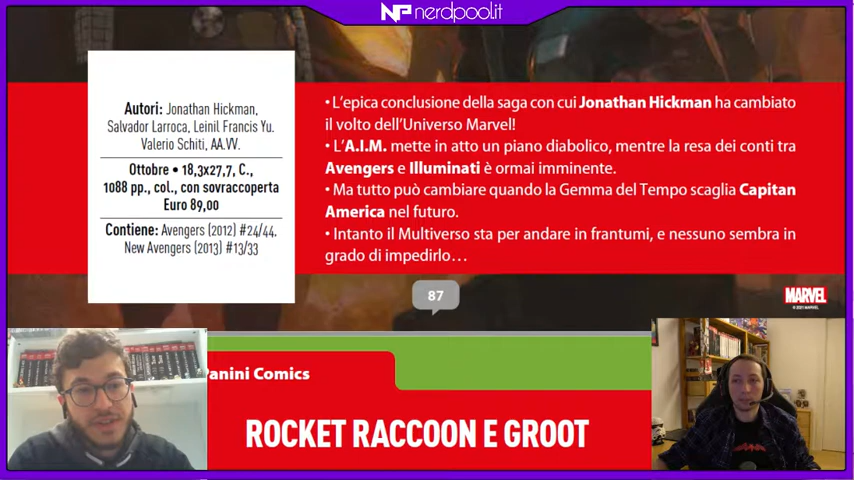 NP nerdpool.it
Autori: Jonathan Hickman,
Salvador Larroca, Leinil Francis Yu.
Valerio Schiti, AA.W.
Ottobre • 18,3x27,7, C.,
1088 pp., col., con sovraccoperta
Euro 89,00
Contiene: Avengers (2012) #24/44.
New Avengers (2013) #13/33
• L'epica conclusione della saga con cui Jonathan Hickman ha cambiato
il volto dell'Universo Marvel!
• L'A.I.M. mette in atto un piano diabolico, mentre la resa dei conti tra
Avengers e Illuminati è ormai imminente.
• Ma tutto può cambiare quando la Gemma del Tempo scaglia Capitan
America nel futuro.
• Intanto il Multiverso sta per andare in frantumi, e nessuno sembra in
grado di impedirlo...
87
MARVEL
anini Comics
ROCKET RACCOON E GROOT